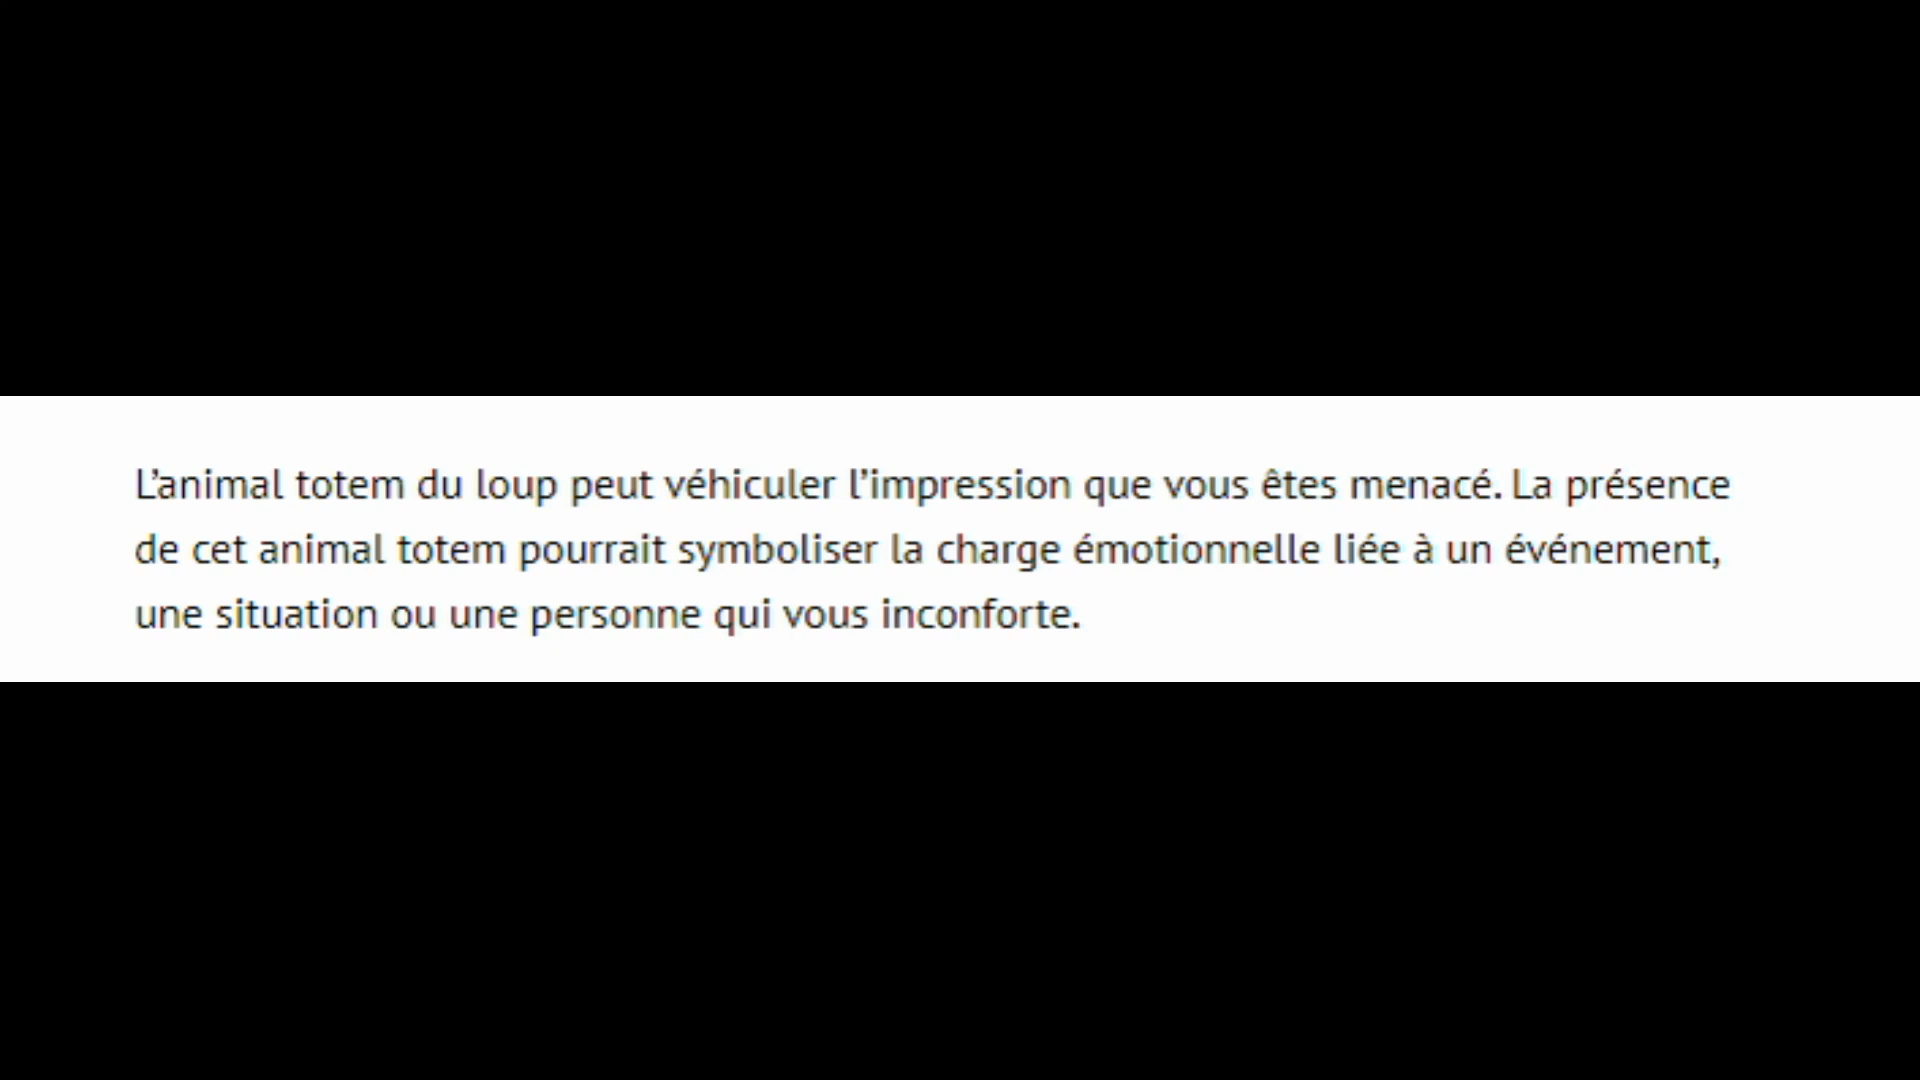 L’animal totem du loup peut véhiculer l’impression que vous êtes menacé. La présence
de cet animal totem pourrait symboliser la charge émotionnelle liée à un événement,
une situation ou une personne qui vous inconforte.